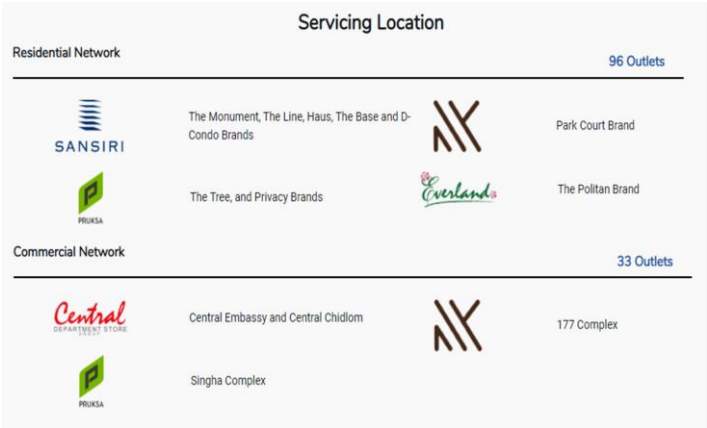 Servicing Location
Residential Network
96 Outlets
SANSIRI
The Monument, The Line, Haus, The Base and D-
Condo Brands
Park Court Brand
PRUKSA
The Tree, and Privacy Brands
Everland
The Politan Brand
Commercial Network
33 Outlets
Central
DEPARTMENT STORE
GROUP
Central Embassy and Central Chidlom
177 Complex
PRUKSA
Singha Complex